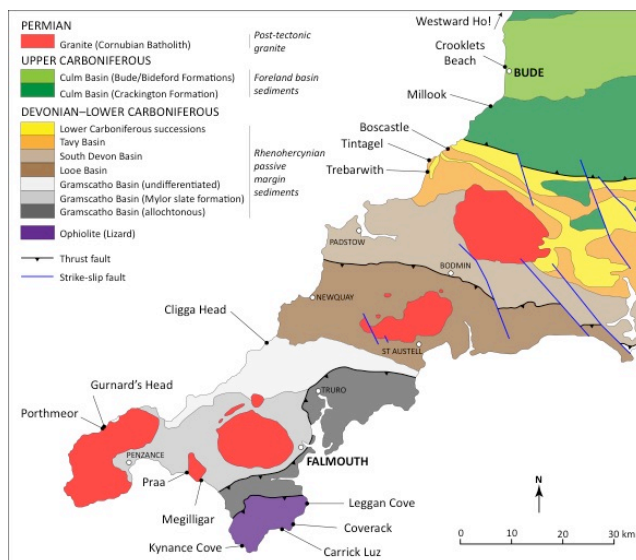 PERMIAN
Granite (Cornubian Batholith)
Post-tectonic
granite
UPPER CARBONIFEROUS
Culm Basin (Bude/Bideford Formations)
Culm Basin (Crackington Formation)
Foreland basin
sediments
DEVONIAN–LOWER CARBONIFEROUS
Lower Carboniferous successions
Tavy Basin
South Devon Basin
Looe Basin
Gramscatho Basin (undifferentiated)
Gramscatho Basin (Mylor slate formation)
Gramscatho Basin (allochtonous)
Rhenohercynian
passive
margin
sediments
Ophiolite (Lizard)
Thrust fault
Strike-slip fault
Westward Ho!
Crooklets
Beach
BUDE
Millook
Boscastle
Tintagel
Trebarwith
PADSTOW
BODMIN
NEWQUAY
Cligga Head
ST AUSTELL
TRURO
Gurnard's Head
Porthmeor
PENZANCE
FALMOUTH
Praa
Megilligar
Leggan Cove
Coverack
Carrick Luz
Kynance Cove
N
0 10 20 30 km